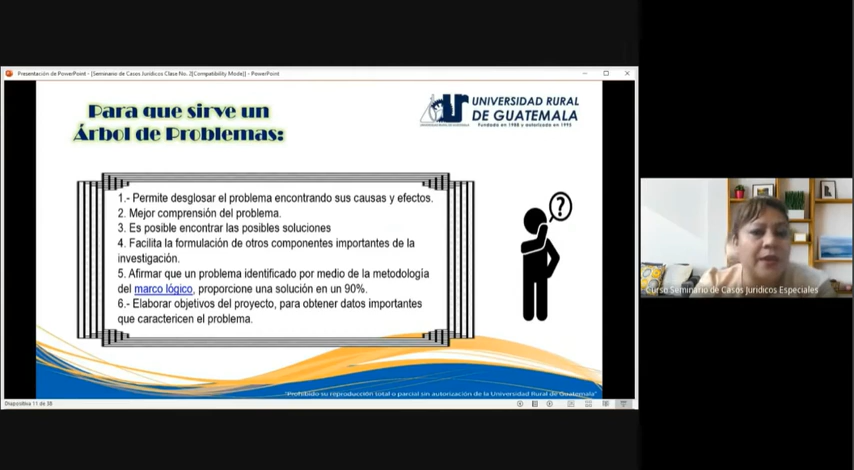 Presentación de PowerPoint - [Seminario de Casos Jurídicos Clase No. 2[Compatibility Mode]] - PowerPoint
Para que sirve un
Árbol de Problemas:
UNIVERSIDAD RURAL
DE GUATEMALA
Fundada en 1988 y autorizada en 1995
1.- Permite desglosar el problema encontrando sus causas y efectos.
2. Mejor comprensión del problema.
3. Es posible encontrar las posibles soluciones
4. Facilita la formulación de otros componentes importantes de la
investigación.
5. Afirmar que un problema identificado por medio de la metodología
del marco lógico, proporcione una solución en un 90%.
6.- Elaborar objetivos del proyecto, para obtener datos importantes
que caractericen el problema.
?
"Prohibido su reproducción total o parcial sin autorización de la Universidad Rural de Guatemala"
Diapositiva 11 de 38
Curso Seminario de Casos Jurídicos Especiales